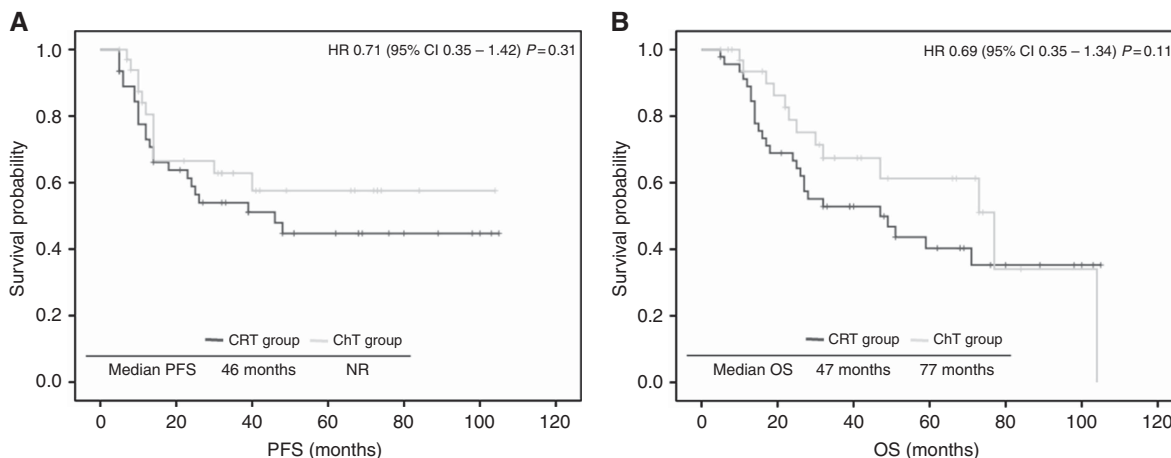 A
HR 0.71 (95% CI 0.35 – 1.42) P=0.31
1.0
0.8
0.6
0.4
0.2
0.0
Survival probability
CRT group ChT group
Median PFS 46 months NR
0 20 40 60 80 100 120
PFS (months)
B
HR 0.69 (95% CI 0.35 – 1.34) P=0.11
1.0
0.8
0.6
0.4
0.2
0.0
Survival probability
CRT group ChT group
Median OS 47 months 77 months
0 20 40 60 80 100 120
OS (months)